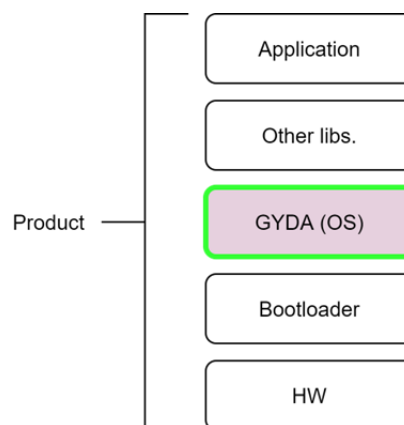 Application
Other libs.
Product
GYDA (OS)
Bootloader
HW